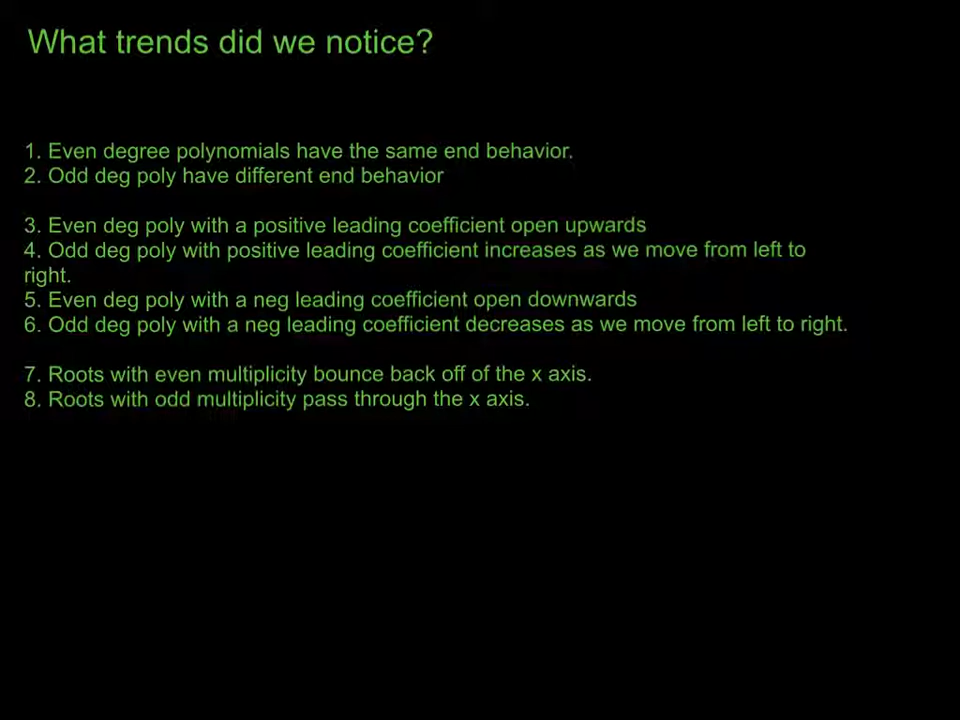 What trends did we notice?
1. Even degree polynomials have the same end behavior.
2. Odd deg poly have different end behavior
3. Even deg poly with a positive leading coefficient open upwards
4. Odd deg poly with positive leading coefficient increases as we move from left to
right.
5. Even deg poly with a neg leading coefficient open downwards
6. Odd deg poly with a neg leading coefficient decreases as we move from left to right.
7. Roots with even multiplicity bounce back off of the x axis.
8. Roots with odd multiplicity pass through the x axis.